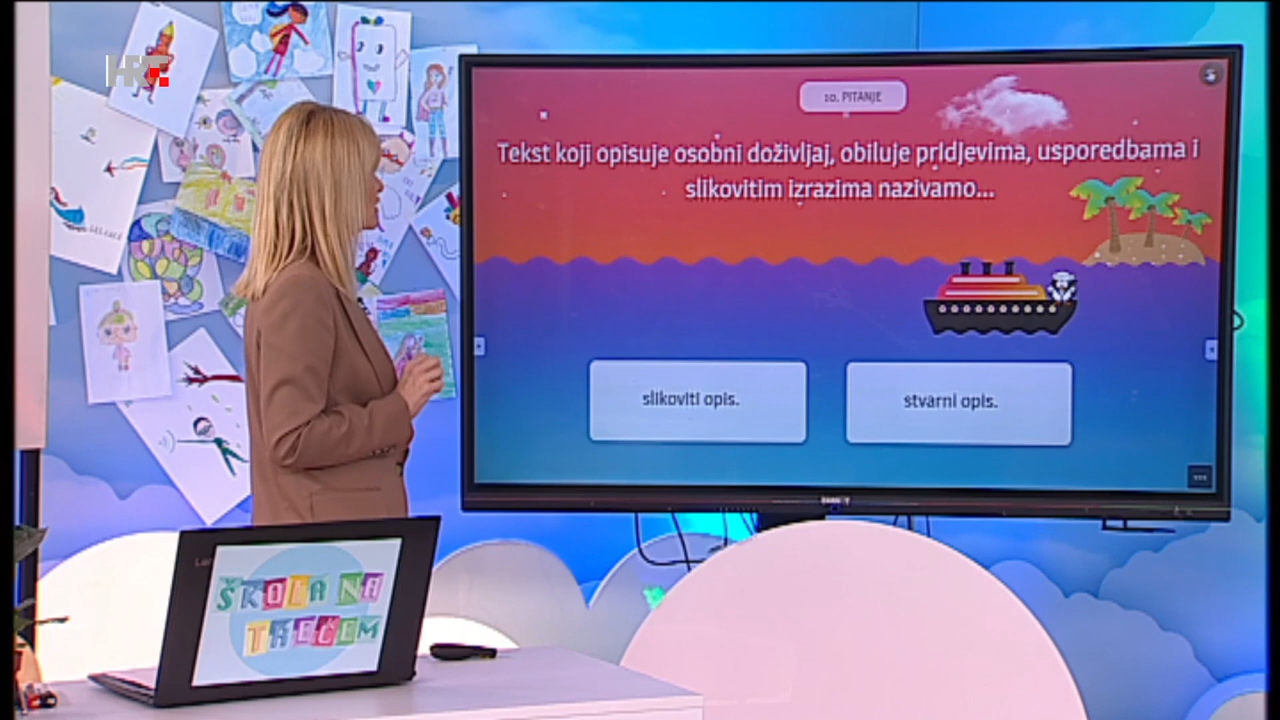 HRT
10. PITANJE
Tekst koji opisuje osobni doživljaj, obiluje pridjevima, usporedbama i
slikovitim izrazima nazivamo...
slikoviti opis.
stvarni opis.
ŠKOLA NA
TREĆEM